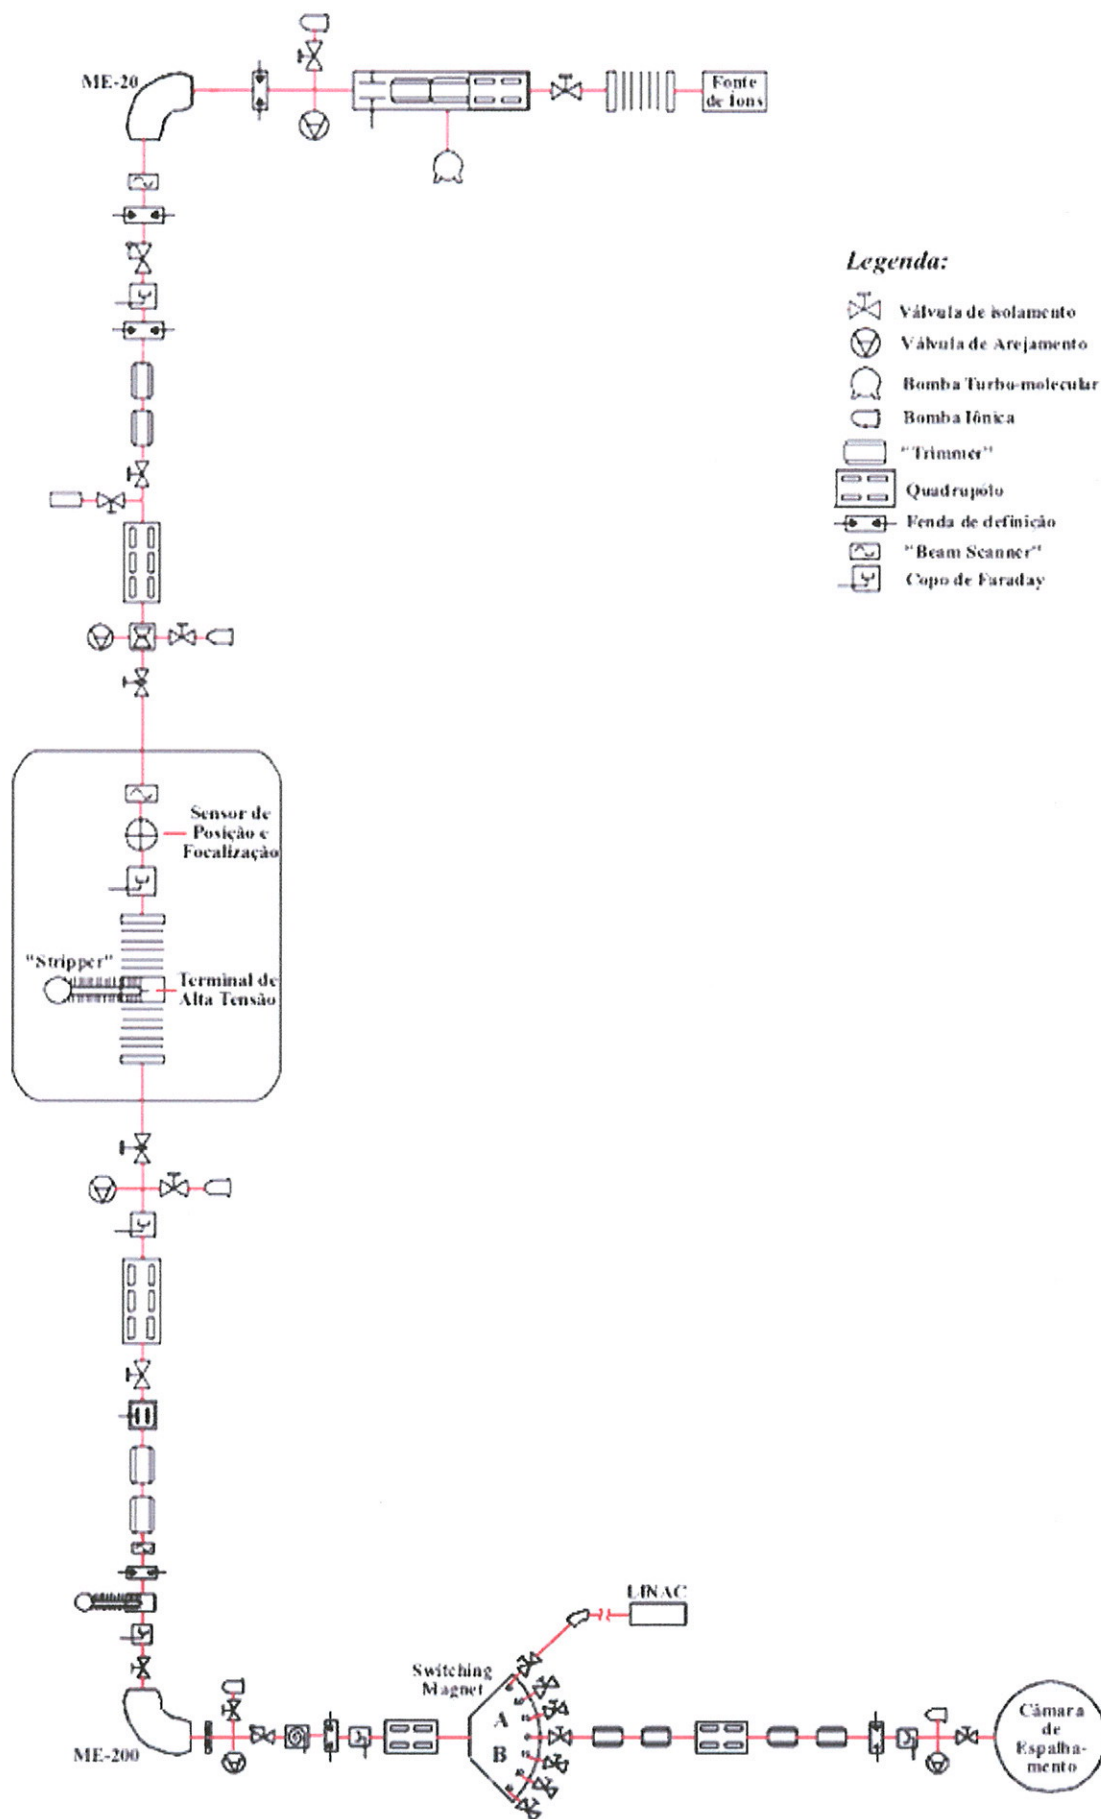 ME-20
Fonte
de Íons
Legenda:
Válvula de isolamento
Válvula de Arejamento
Bomba Turbo-molecular
Bomba Iônica
"Trimmer"
Quadrupólo
Fenda de definição
"Beam Scanner"
Copo de Faraday
Sensor de
Posição e
Focalização
"Stripper"
Terminal de
Alta Tensão
LINAC
Switching
Magnet
A
B
ME-200
Câmara
de
Espalha-
mento